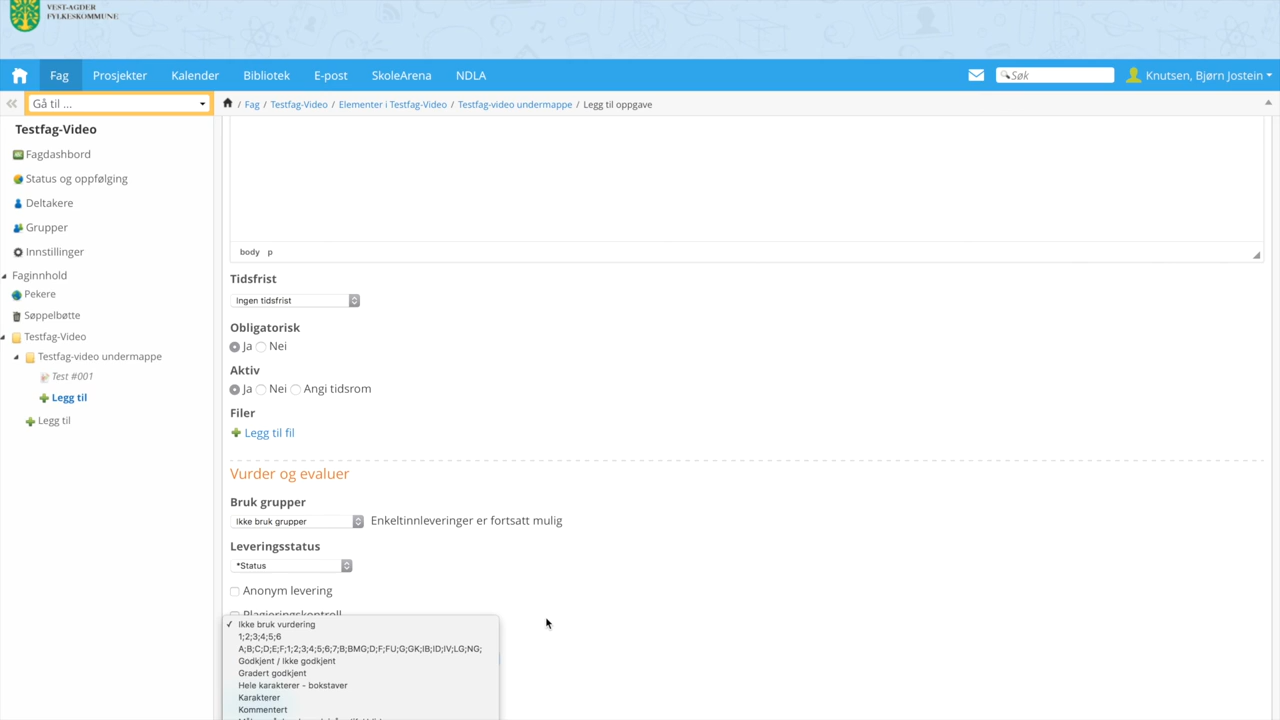 VEST-AGDER
FYLKESKOMMUNE
Fag
Prosjekter
Kalender
Bibliotek
E-post
SkoleArena
NDLA
Søk
Knutsen, Bjørn Jostein
Gå til ...
/ Fag / Testfag-Video / Elementer i Testfag-Video / Testfag-video undermappe / Legg til oppgave
Testfag-Video
Fagdashbord
Status og oppfølging
Deltakere
Grupper
Innstillinger
Faginnhold
Pekere
Søppelbøtte
Testfag-Video
Testfag-video undermappe
Test #001
Legg til
Legg til
body p
Tidsfrist
Ingen tidsfrist
Obligatorisk
Ja Nei
Aktiv
Ja Nei Angi tidsrom
Filer
Legg til fil
Vurder og evaluer
Bruk grupper
Ikke bruk grupper Enkeltinnleveringer er fortsatt mulig
Leveringsstatus
*Status
Anonym levering
Plagieringskontroll
✓ Ikke bruk vurdering
1;2;3;4;5;6
A;B;C;D;E;F;1;2;3;4;5;6;7;B;BMG;D;F;FU;G;GK;IB;ID;IV;LG;NG;
Godkjent / Ikke godkjent
Gradert godkjent
Hele karakterer - bokstaver
Karakterer
Kommentert